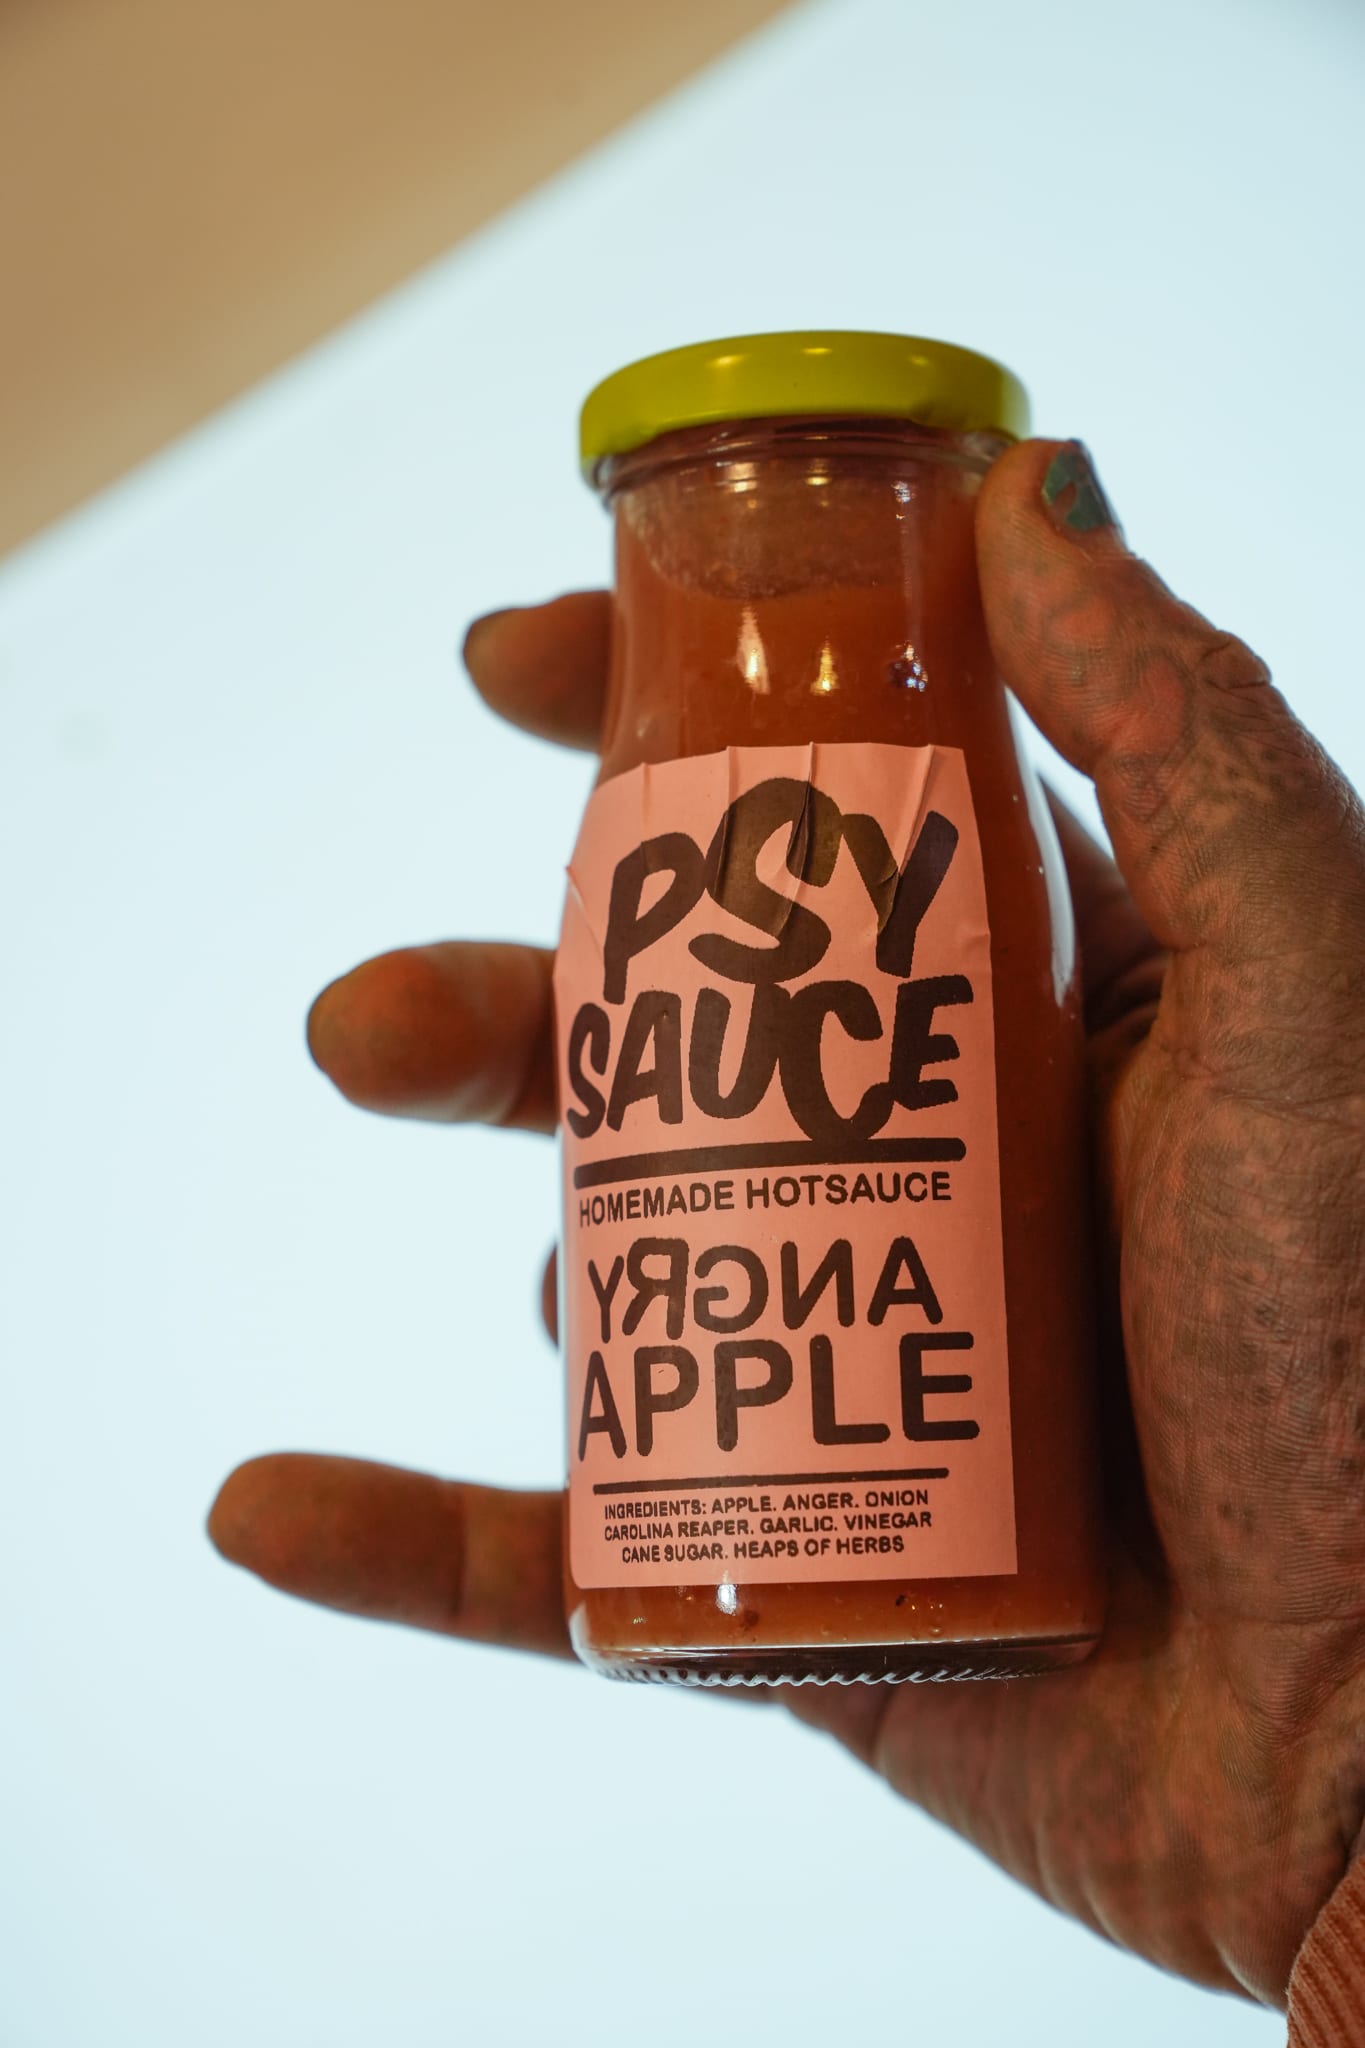 PSY
SAUCE
HOMEMADE HOTSAUCE
ANGRY
APPLE
INGREDIENTS: APPLE. ANGER. ONION
CAROLINA REAPER. GARLIC. VINEGAR
CANE SUGAR. HEAPS OF HERBS